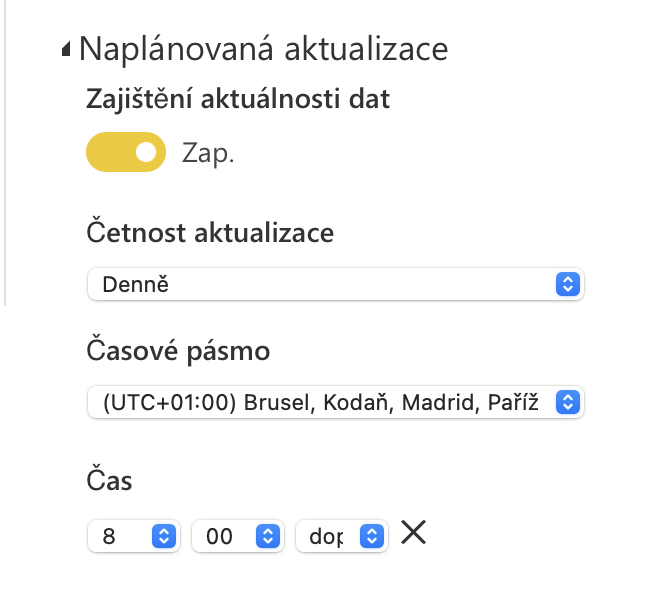 Naplánovaná aktualizace
Zajištění aktuálnosti dat
Zap.
Četnost aktualizace
Denně
Časové pásmo
(UTC+01:00) Brusel, Kodaň, Madrid, Paříž
Čas
8 00 dop